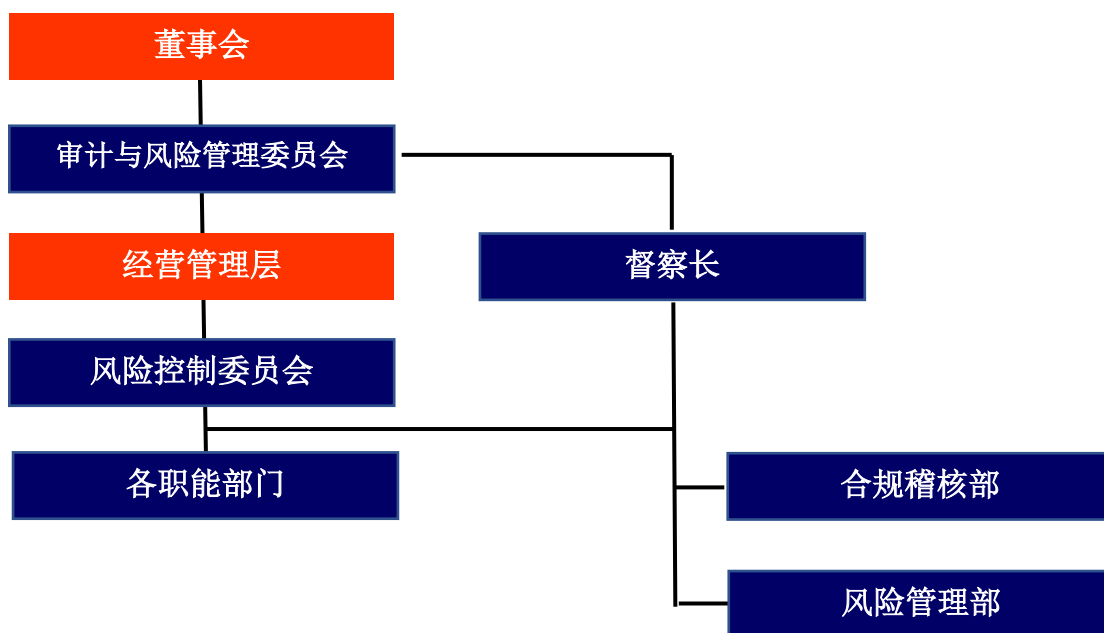 董事会
审计与风险管理委员会
经营管理层
督察长
风险控制委员会
各职能部门
合规稽核部
风险管理部